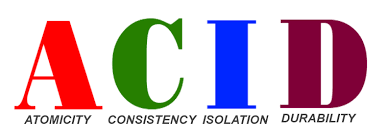 ACID
ATOMICITY CONSISTENCY ISOLATION DURABILITY